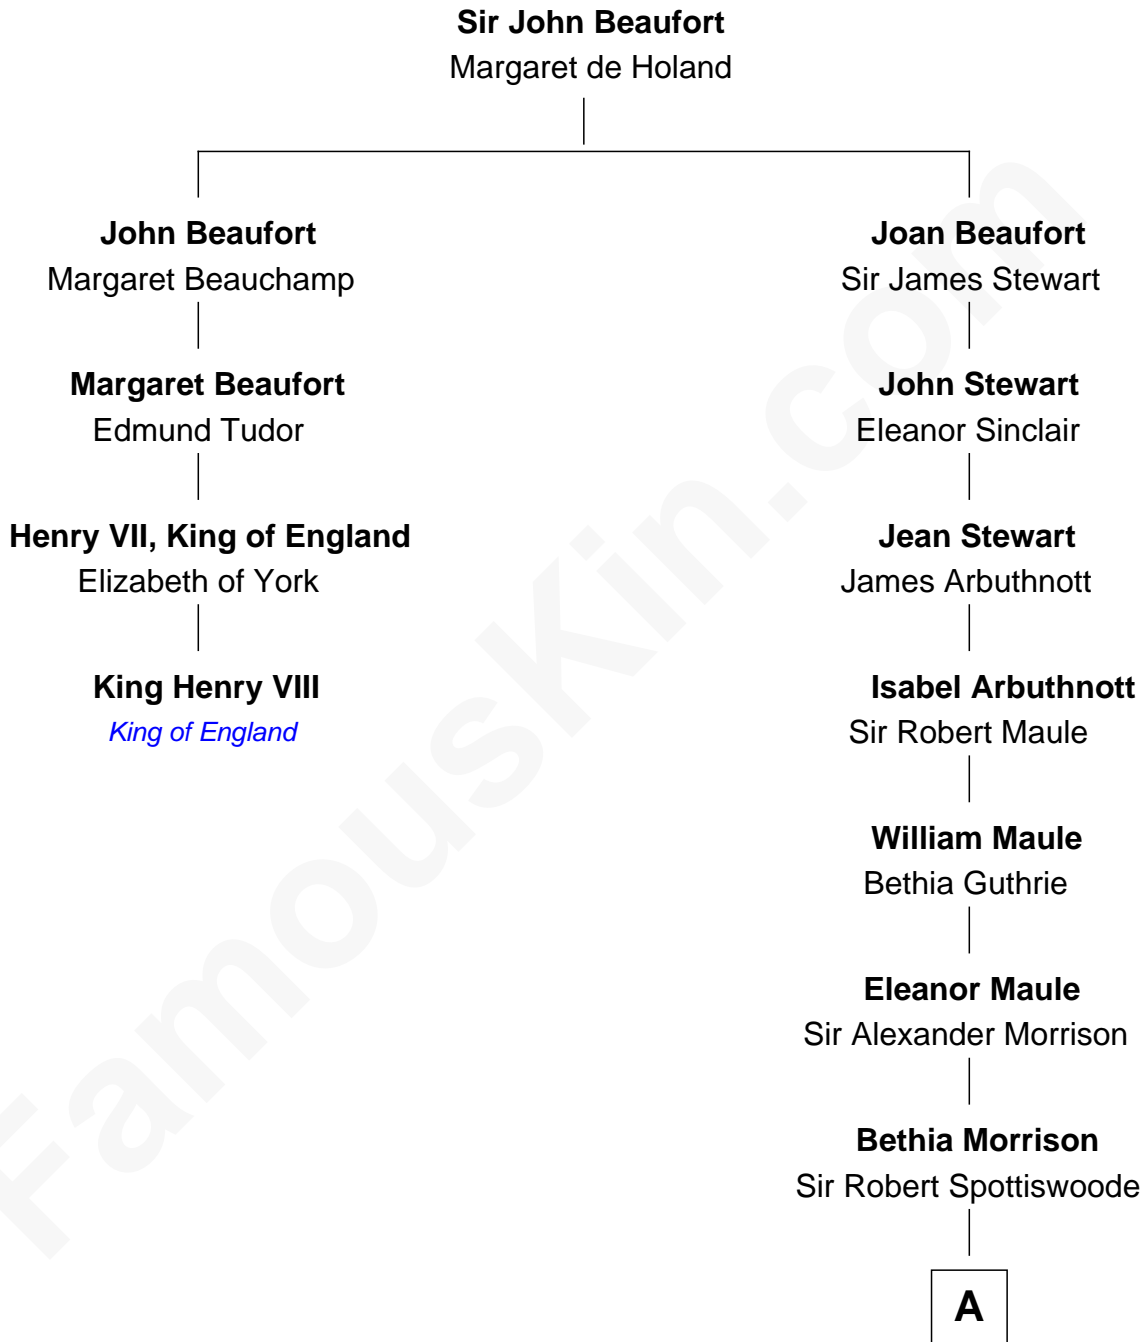 Sir John Beaufort
Margaret de Holand
John Beaufort
Margaret Beauchamp
Margaret Beaufort
Edmund Tudor
Henry VII, King of England
Elizabeth of York
King Henry VIII
King of England
Joan Beaufort
Sir James Stewart
John Stewart
Eleanor Sinclair
Jean Stewart
James Arbuthnott
Isabel Arbuthnott
Sir Robert Maule
William Maule
Bethia Guthrie
Eleanor Maule
Sir Alexander Morrison
Bethia Morrison
Sir Robert Spottiswoode
A
FamousKin.com